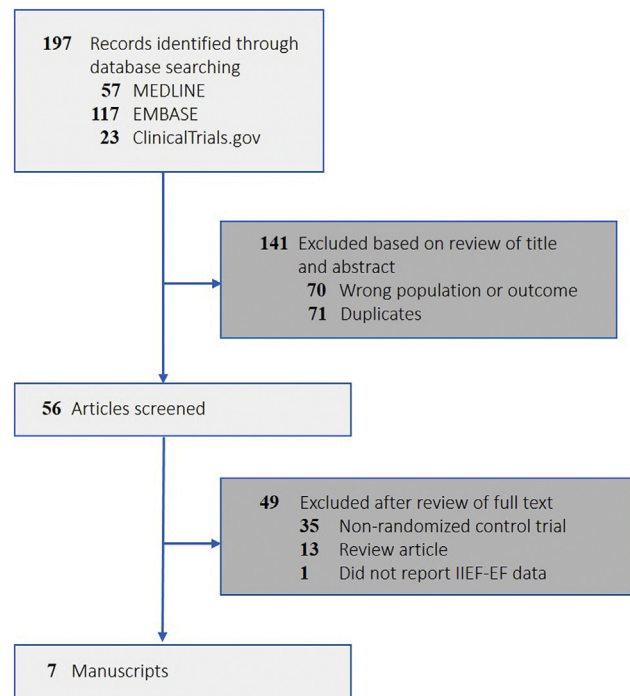 197 Records identified through
database searching
57 MEDLINE
117 EMBASE
23 ClinicalTrials.gov
141 Excluded based on review of title
and abstract
70 Wrong population or outcome
71 Duplicates
56 Articles screened
49 Excluded after review of full text
35 Non-randomized control trial
13 Review article
1 Did not report IIEF-EF data
7 Manuscripts